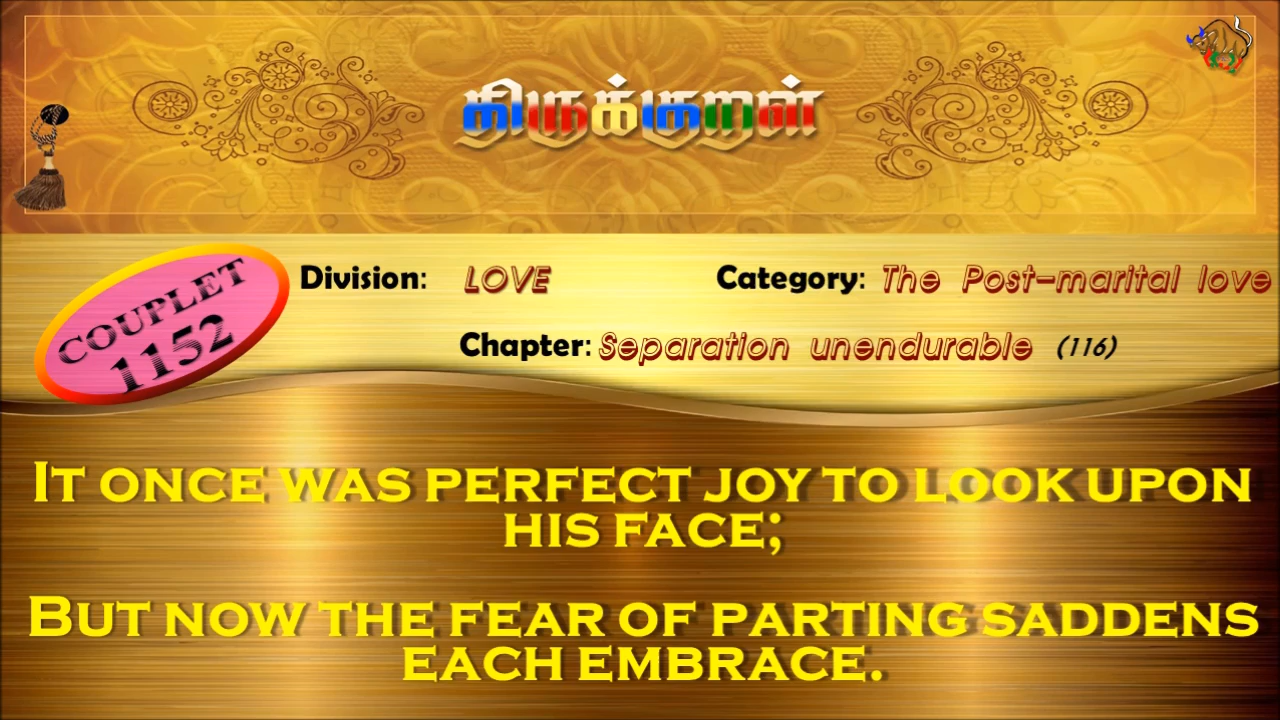 திருக்குறள்
COUPLET
1152
Division: LOVE
Category: The Post-marital love
Chapter: Separation unendurable (116)
IT ONCE WAS PERFECT JOY TO LOOK UPON
HIS FACE;
BUT NOW THE FEAR OF PARTING SADDENS
EACH EMBRACE.